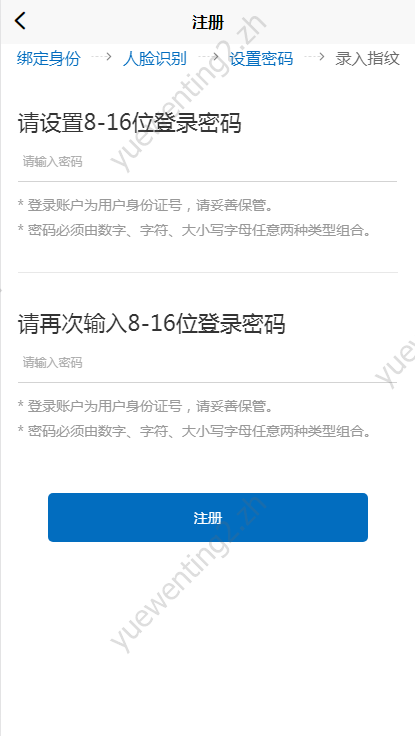 注册
绑定身份 人脸识别 设置密码 录入指纹
请设置8-16位登录密码
请输入密码
* 登录账户为用户身份证号，请妥善保管。
* 密码必须由数字、字符、大小写字母任意两种类型组合。
请再次输入8-16位登录密码
请输入密码
* 登录账户为用户身份证号，请妥善保管。
* 密码必须由数字、字符、大小写字母任意两种类型组合。
注册
yuewenting2.zh
yuewenting2.zh
yue